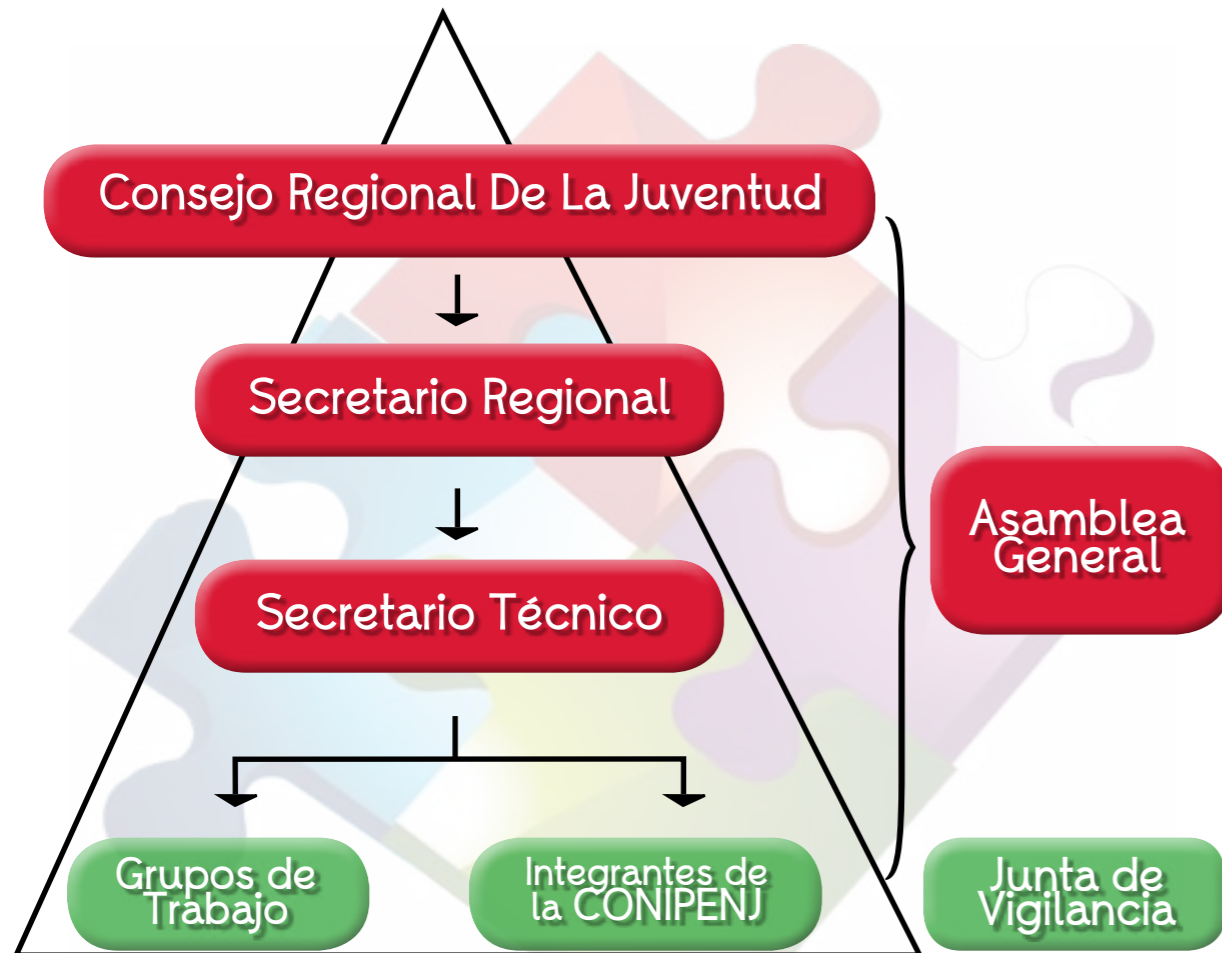 Consejo Regional De La Juventud
Secretario Regional
Secretario Técnico
Asamblea
General
Grupos de
Trabajo
Integrantes de
la CONIPENJ
Junta de
Vigilancia